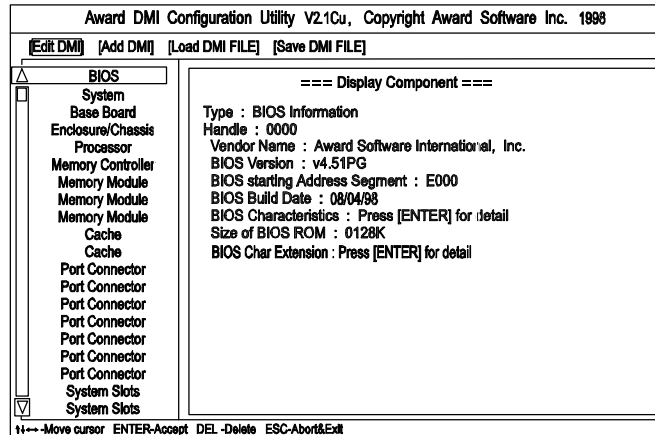 Award DMI Configuration Utility V2.1Cu, Copyright Award Software Inc. 1998
[Edit DMI] [Add DMI] [Load DMI FILE] [Save DMI FILE]
BIOS
System
Base Board
Enclosure/Chassis
Processor
Memory Controller
Memory Module
Memory Module
Memory Module
Cache
Cache
Port Connector
Port Connector
Port Connector
Port Connector
Port Connector
Port Connector
Port Connector
System Slots
System Slots
=== Display Component ===
Type : BIOS Information
Handle : 0000
Vendor Name : Award Software International, Inc.
BIOS Version : v4.51PG
BIOS starting Address Segment : E000
BIOS Build Date : 08/04/98
BIOS Characteristics : Press [ENTER] for detail
Size of BIOS ROM : 0128K
BIOS Char Extension : Press [ENTER] for detail
↑↓←→-Move cursor ENTER-Accept DEL -Delete ESC-Abort&Exit